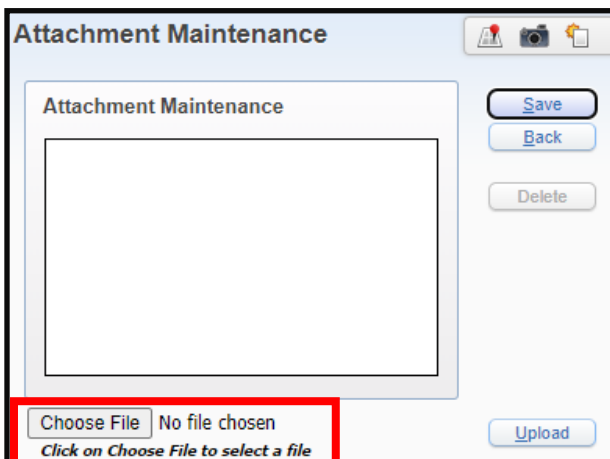 Attachment Maintenance
Attachment Maintenance
Save
Back
Delete
Choose File No file chosen
Click on Choose File to select a file
Upload